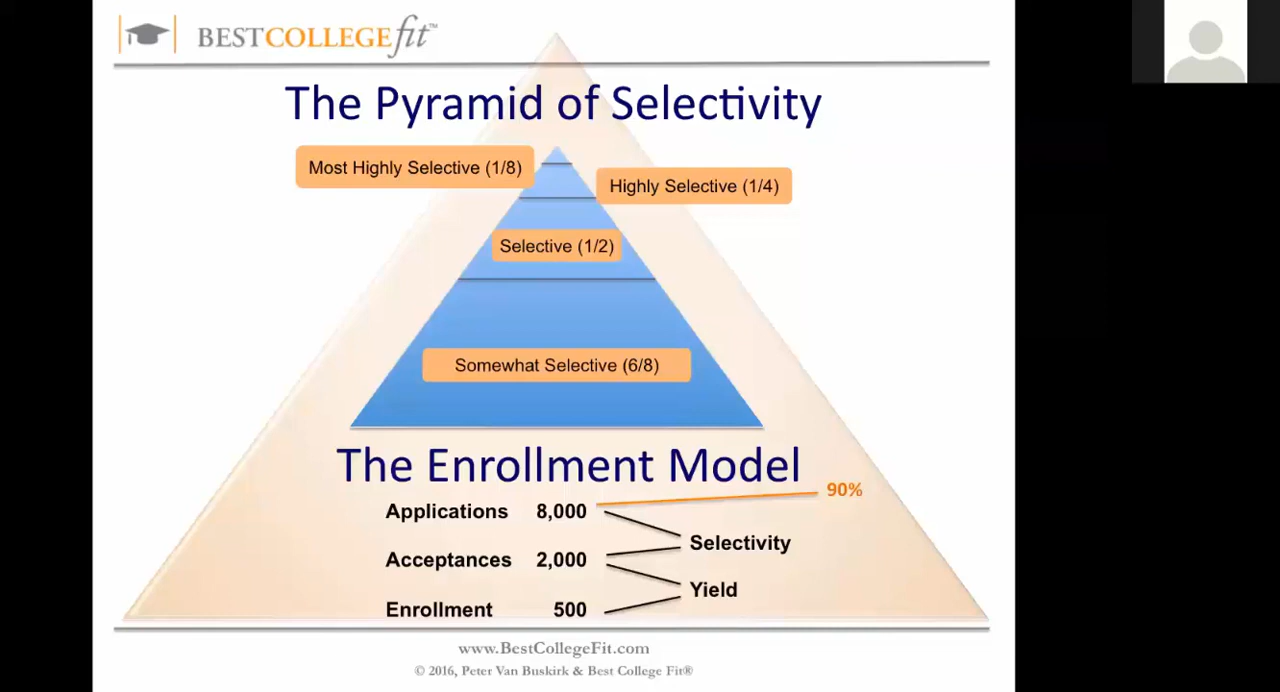 BESTCOLLEGEfit™
The Pyramid of Selectivity
Most Highly Selective (1/8)
Highly Selective (1/4)
Selective (1/2)
Somewhat Selective (6/8)
The Enrollment Model
90%
Applications 8,000
Selectivity
Acceptances 2,000
Yield
Enrollment 500
www.BestCollegeFit.com
© 2016, Peter Van Buskirk & Best College Fit®